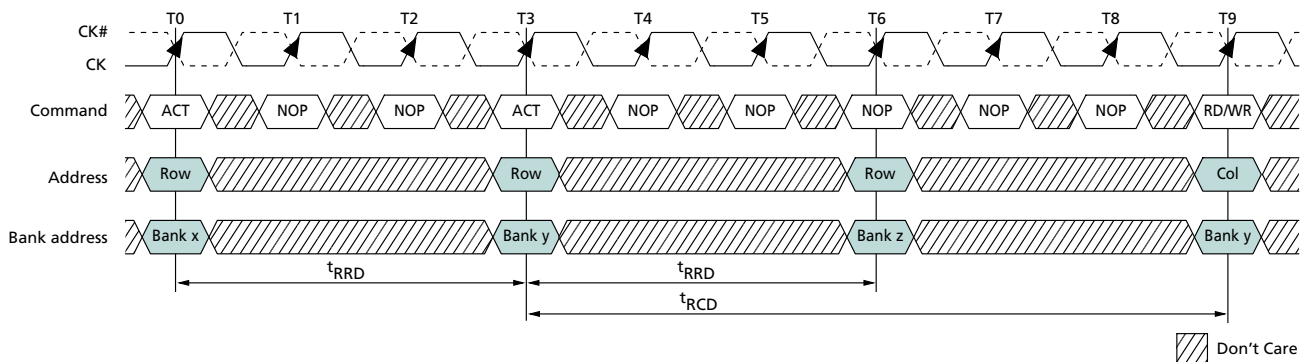 T0 T1 T2 T3 T4 T5 T6 T7 T8 T9
CK#
CK
Command ACT NOP NOP ACT NOP NOP NOP NOP NOP RD/WR
Address Row Row Row Col
Bank address Bank x Bank y Bank z Bank y
tRRD tRRD
tRCD
Don't Care